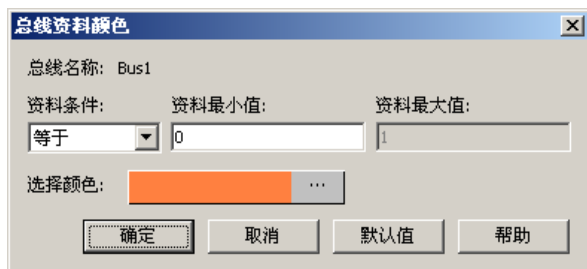 总线资料颜色
总线名称: Bus1
资料条件: 资料最小值: 资料最大值:
等于 0 1
选择颜色: ...
确定 取消 默认值 帮助